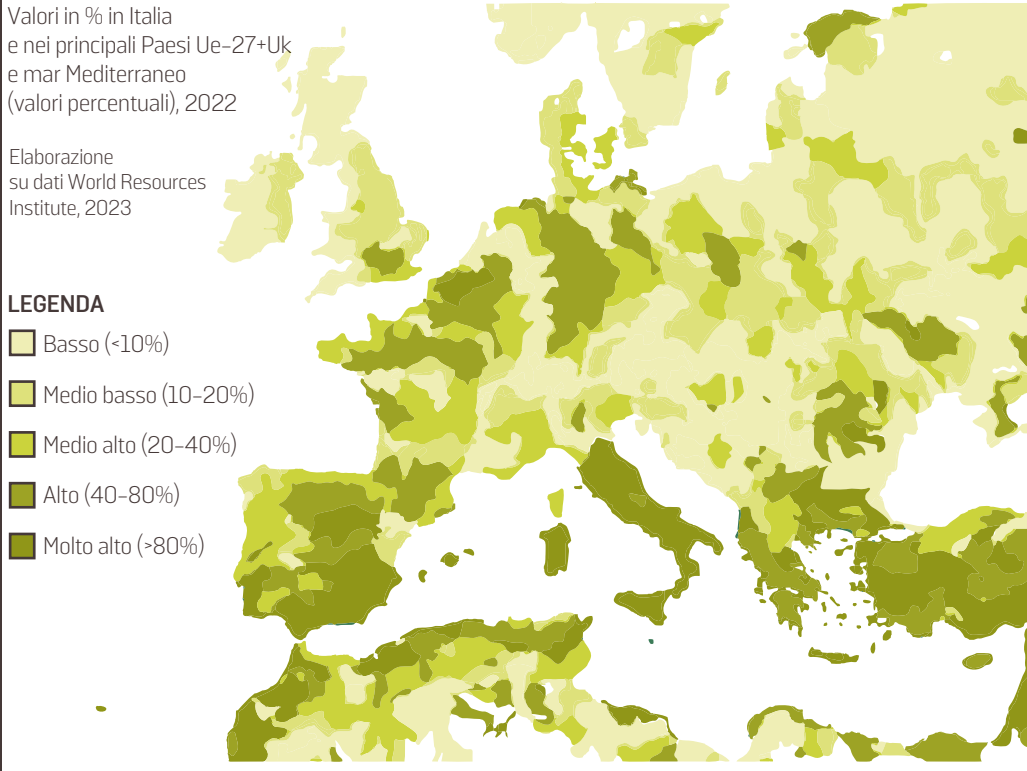 Valori in % in Italia
e nei principali Paesi Ue–27+Uk
e mar Mediterraneo
(valori percentuali), 2022
Elaborazione
su dati World Resources
Institute, 2023
LEGENDA
Basso (<10%)
Medio basso (10–20%)
Medio alto (20–40%)
Alto (40–80%)
Molto alto (>80%)